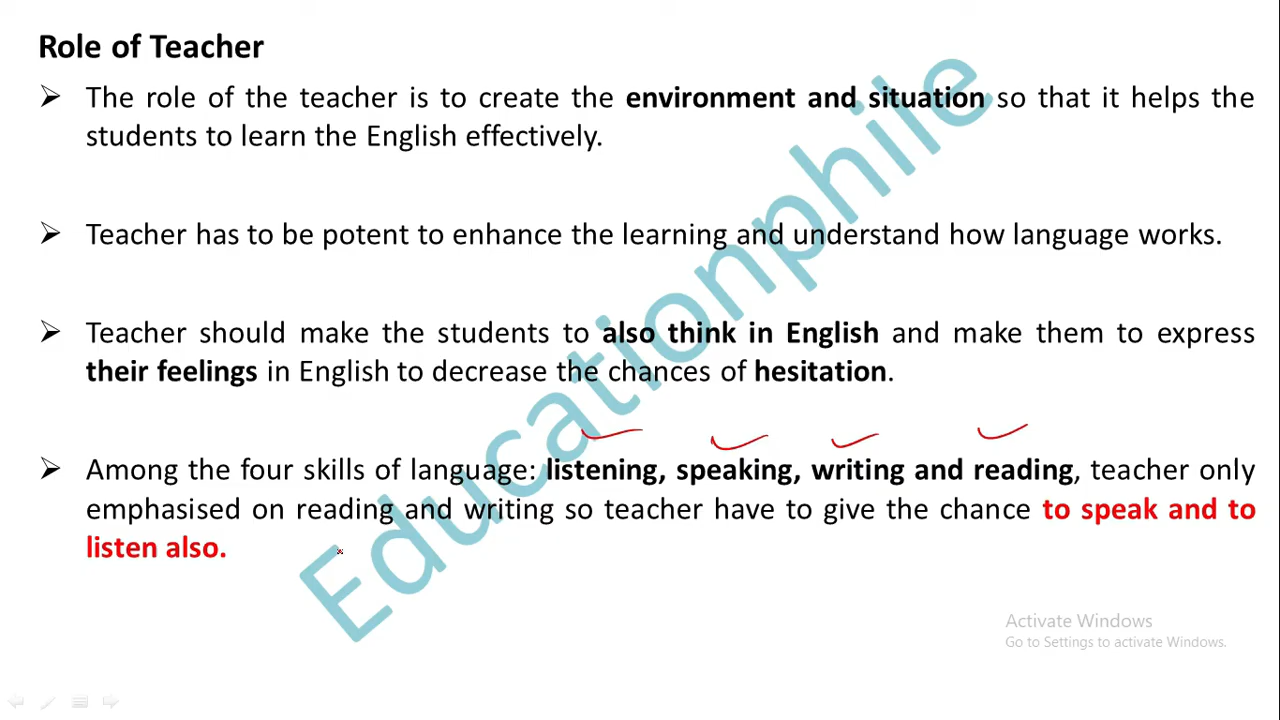 Role of Teacher
➢ The role of the teacher is to create the environment and situation so that it helps the
students to learn the English effectively.
➢ Teacher has to be potent to enhance the learning and understand how language works.
➢ Teacher should make the students to also think in English and make them to express
their feelings in English to decrease the chances of hesitation.
➢ Among the four skills of language: listening, speaking, writing and reading, teacher only
emphasised on reading and writing so teacher have to give the chance to speak and to
listen also.
Educationphile
Activate Windows
Go to Settings to activate Windows.